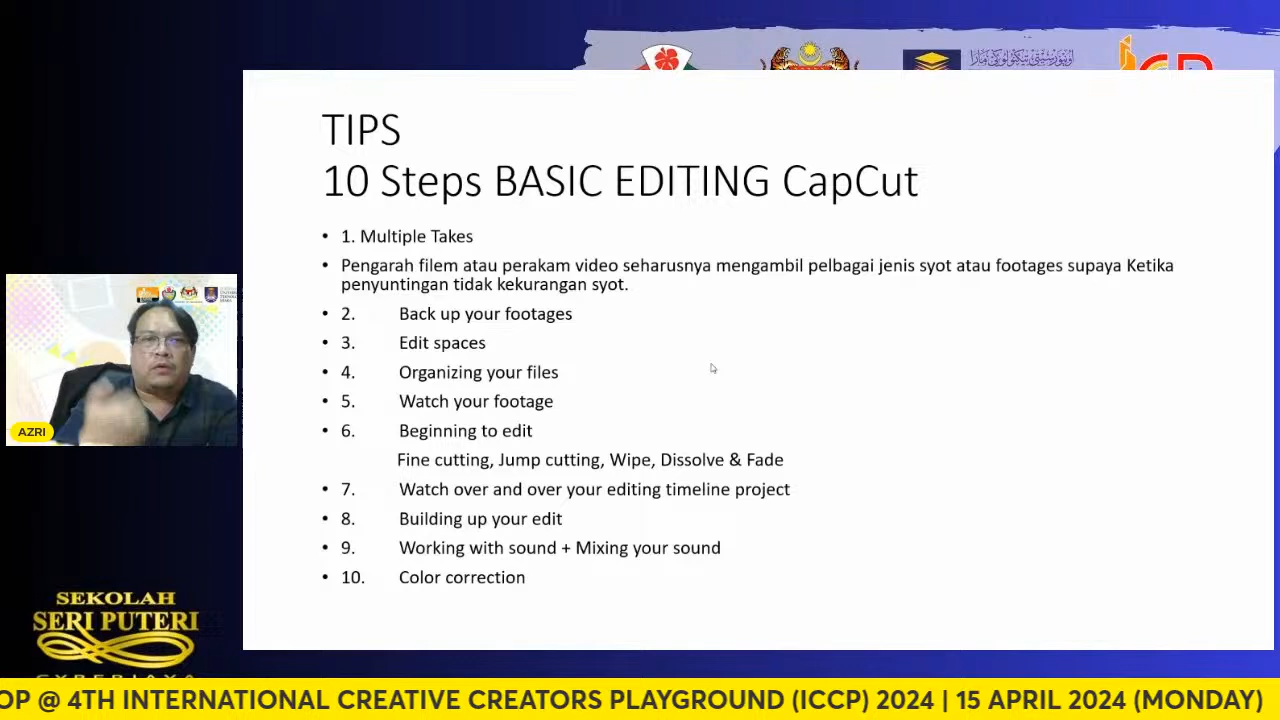 TIPS
10 Steps BASIC EDITING CapCut
• 1. Multiple Takes
• Pengarah filem atau perakam video seharusnya mengambil pelbagai jenis syot atau footages supaya Ketika
penyuntingan tidak kekurangan syot.
• 2. Back up your footages
• 3. Edit spaces
• 4. Organizing your files
• 5. Watch your footage
• 6. Beginning to edit
Fine cutting, Jump cutting, Wipe, Dissolve & Fade
• 7. Watch over and over your editing timeline project
• 8. Building up your edit
• 9. Working with sound + Mixing your sound
• 10. Color correction
AZRI
SEKOLAH
SERI PUTERI
CYBERJAYA
OP @ 4TH INTERNATIONAL CREATIVE CREATORS PLAYGROUND (ICCP) 2024 | 15 APRIL 2024 (MONDAY)